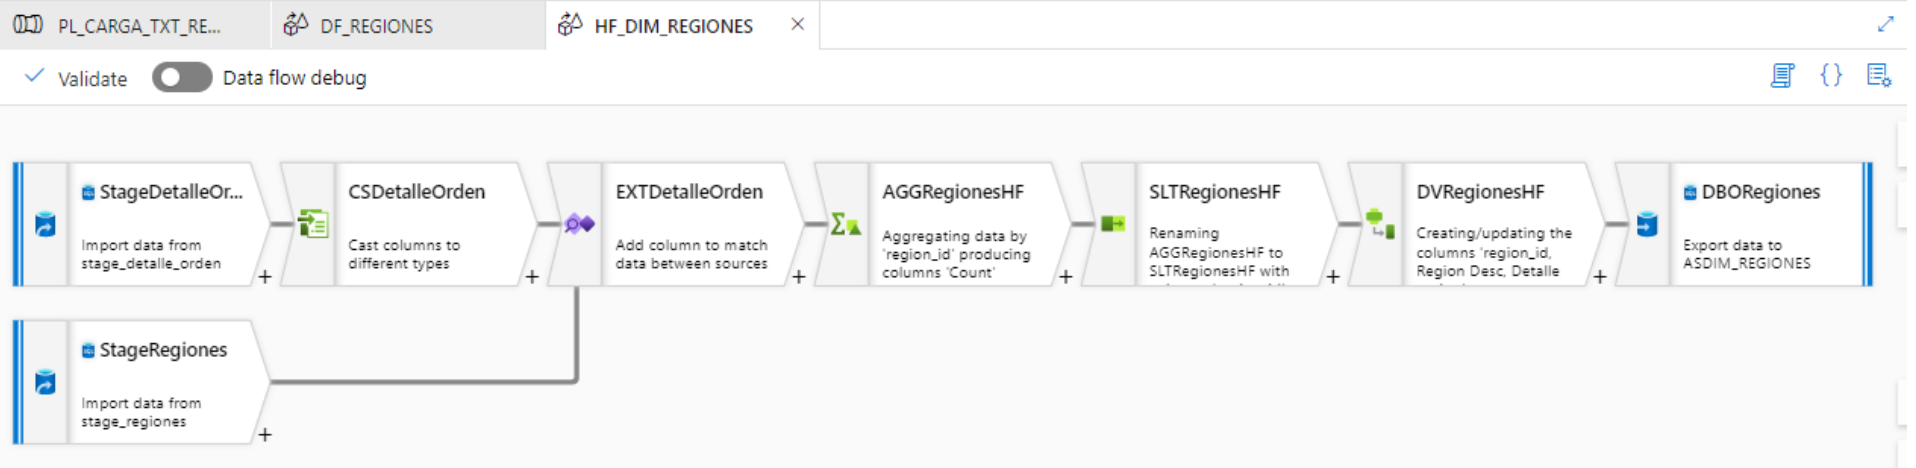 PL_CARGA_TXT_RE...
DF_REGIONES
HF_DIM_REGIONES
Validate
Data flow debug
{}
StageDetalleOr...
Import data from
stage_detalle_orden
+
CSDetalleOrden
Cast columns to
different types
+
EXTDetalleOrden
Add column to match
data between sources
+
AGGRegionesHF
Aggregating data by
'region_id' producing
columns 'Count'
+
SLTRegionesHF
Renaming
AGGRegionesHF to
SLTRegionesHF with
+
DVRegionesHF
Creating/updating the
columns 'region_id,
Region Desc, Detalle
+
DBORegiones
Export data to
ASDIM_REGIONES
StageRegiones
Import data from
stage_regiones
+